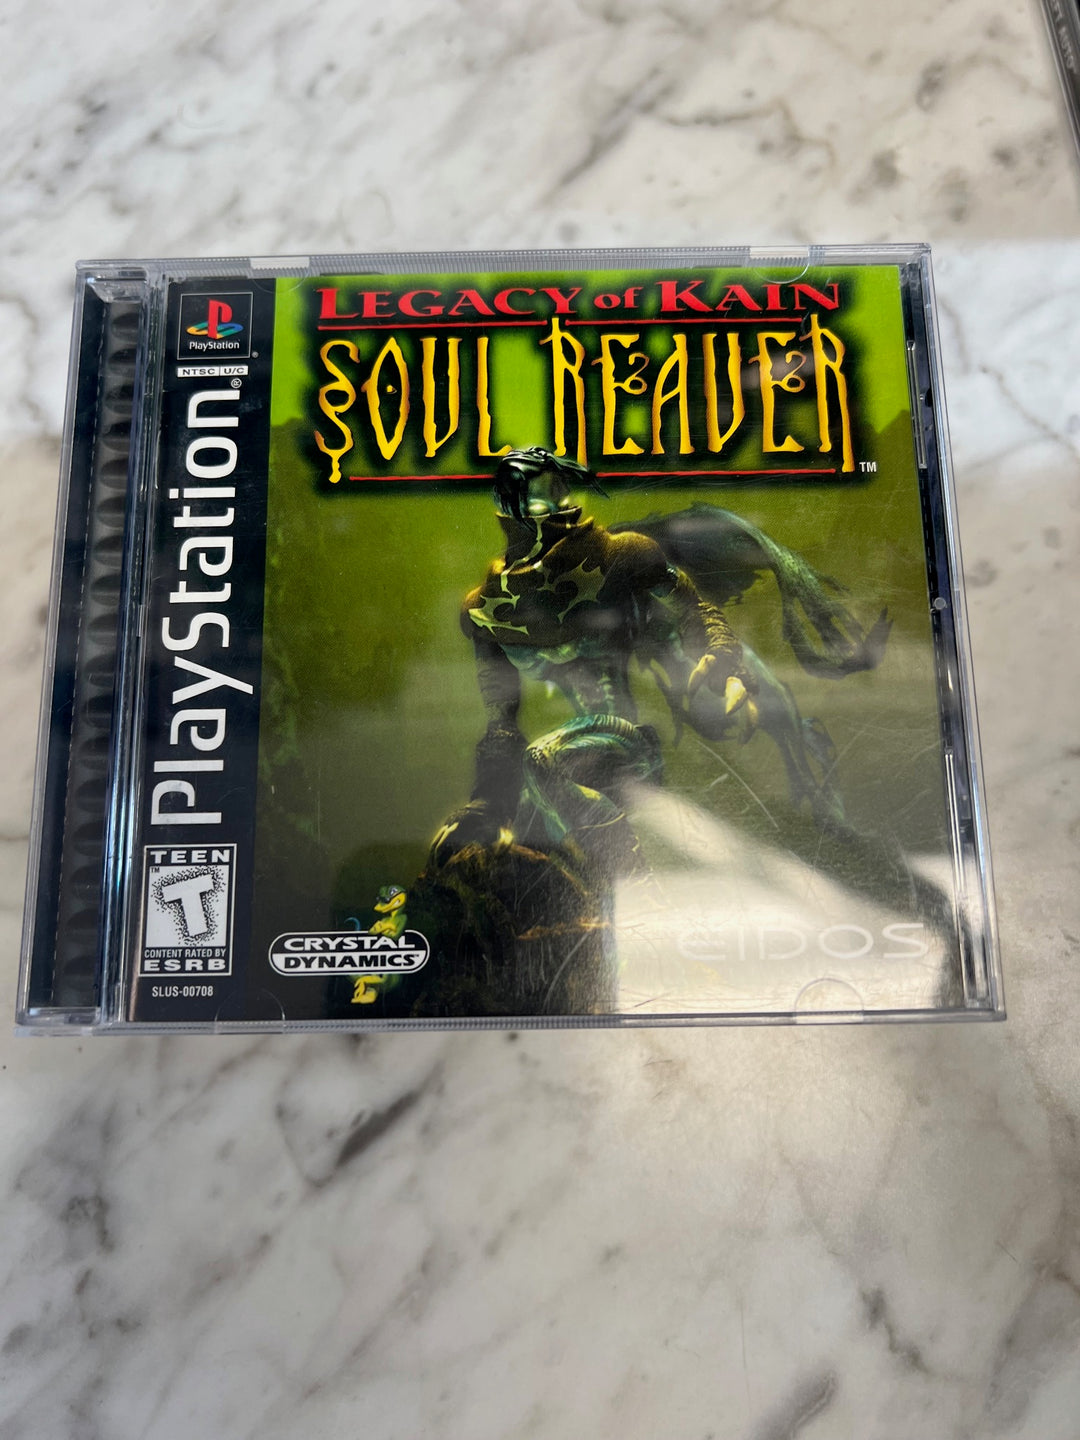 PlayStation
NTSC U/C
PlayStation
LEGACY of KAIN
SOUL REAVER
TM
TEEN
TM
T
CONTENT RATED BY
ESRB
SLUS-00708
CRYSTAL
DYNAMICS
EIDOS